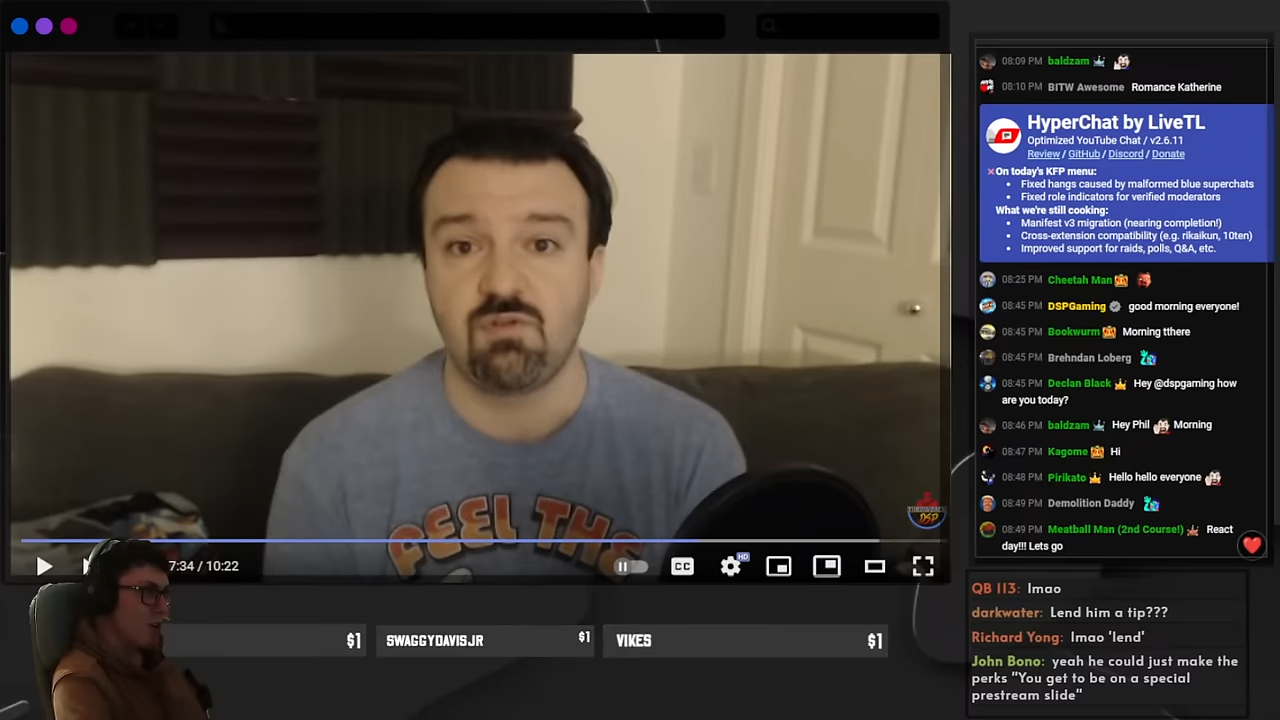 08:09 PM baldzam
08:10 PM BITW Awesome Romance Katherine
HyperChat by LiveTL
Optimized YouTube Chat / v2.6.11
Review / GitHub / Discord / Donate
×On today's KFP menu:
• Fixed hangs caused by malformed blue superchats
• Fixed role indicators for verified moderators
What we're still cooking:
• Manifest v3 migration (nearing completion!)
• Cross-extension compatibility (e.g. rikaikun, 10ten)
• Improved support for raids, polls, Q&A, etc.
08:25 PM Cheetah Man
08:45 PM DSPGaming good morning everyone!
08:45 PM Bookwurm Morning tthere
08:45 PM Brehndan Loberg
08:45 PM Declan Black Hey @dspgaming how
are you today?
08:46 PM baldzam Hey Phil Morning
08:47 PM Kagome Hi
08:48 PM Pirikato Hello hello everyone
08:49 PM Demolition Daddy
08:49 PM Meatball Man (2nd Course!) React
day!!! Lets go
FEEL THE
THROWBACK
DSP
7:34 / 10:22
CC
HD
$1
SWAGGYDAVISJR $1
VIKES $1
QB 113: lmao
darkwater: Lend him a tip???
Richard Yong: lmao 'lend'
John Bono: yeah he could just make the
perks "You get to be on a special
prestream slide"